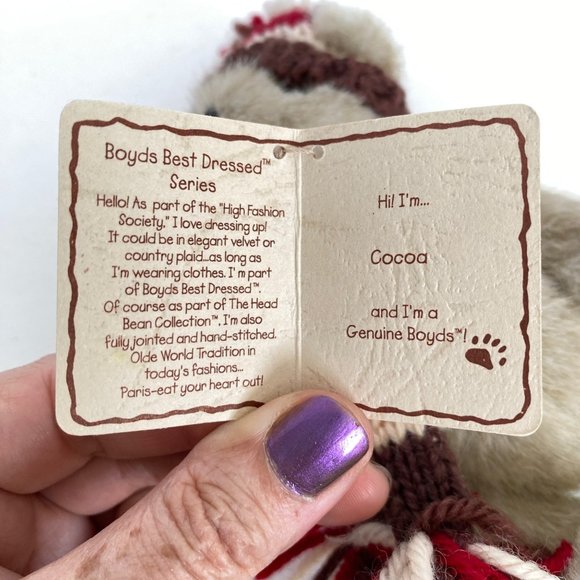 Boyds Best Dressed™
Series
Hello! As part of the "High Fashion
Society," I love dressing up!
It could be in elegant velvet or
country plaid...as long as
I'm wearing clothes. I'm part
of Boyds Best Dressed™.
Of course as part of The Head
Bean Collection™, I'm also
fully jointed and hand-stitched.
Olde World Tradition in
today's fashions...
Paris-eat your heart out!
Hi! I'm...
Cocoa
and I'm a
Genuine Boyds™!